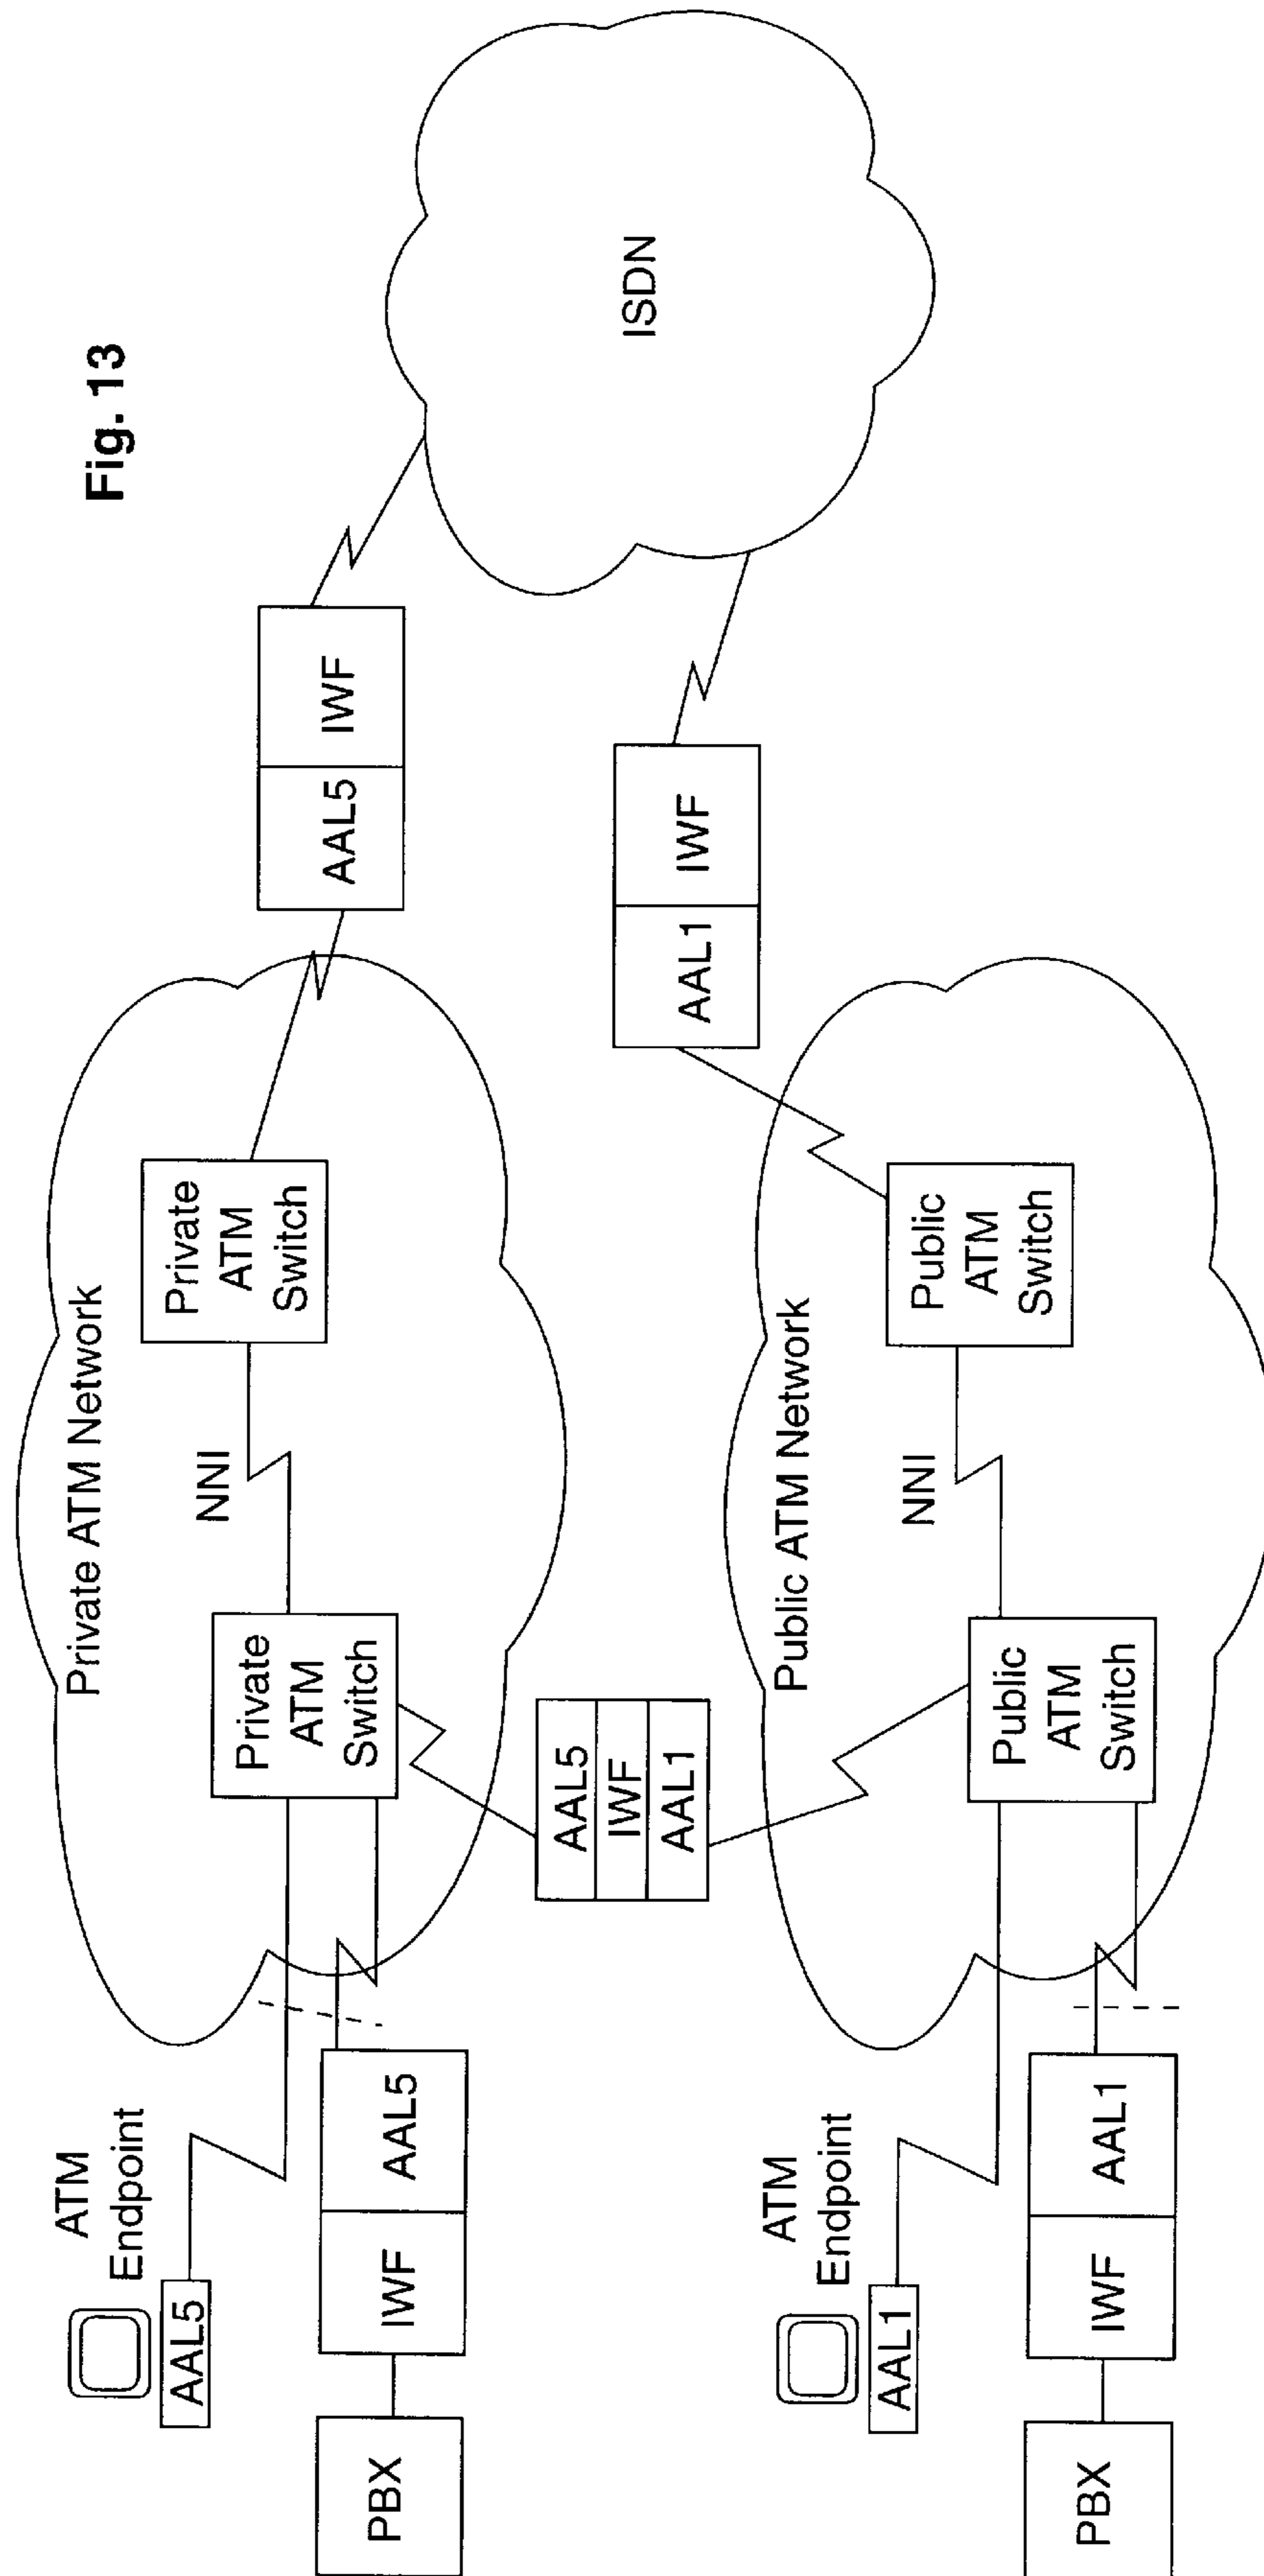 Fig. 13
Private ATM Network
ATM
Endpoint
AAL5
PBX
IWF
AAL5
Private
ATM
Switch
NNI
Private
ATM
Switch
AAL5
IWF
ISDN
AAL5
IWF
AAL1
Public ATM Network
ATM
Endpoint
AAL1
PBX
IWF
AAL1
Public
ATM
Switch
NNI
Public
ATM
Switch
AAL1
IWF